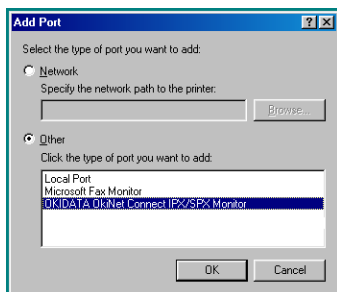 Add Port
Select the type of port you want to add:
Network
Specify the network path to the printer:
Browse...
Other
Click the type of port you want to add:
Local Port
Microsoft Fax Monitor
OKIDATA OkiNet Connect IPX/SPX Monitor
OK Cancel